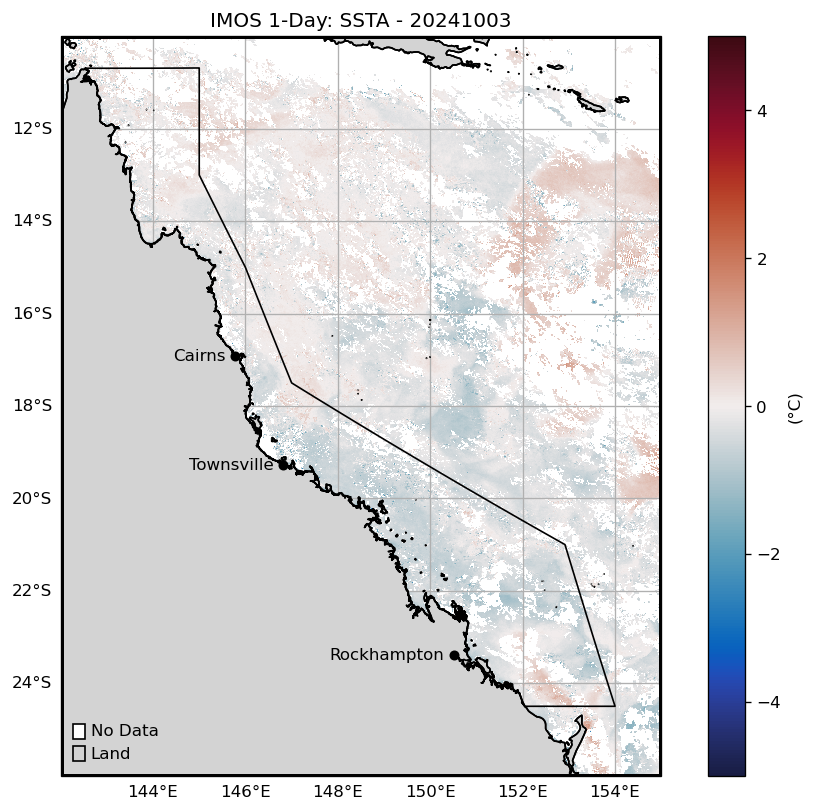 IMOS 1-Day: SSTA - 20241003
12°S
14°S
16°S
18°S
20°S
22°S
24°S
Cairns
Townsville
Rockhampton
No Data
Land
144°E
146°E
148°E
150°E
152°E
154°E
4
2
0
−2
−4
(°C)